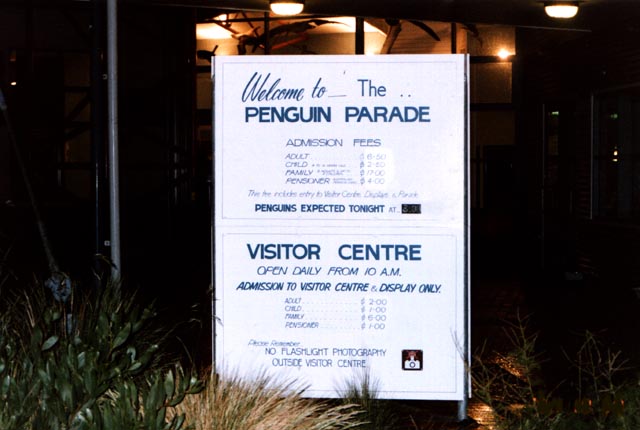 Welcome to The
PENGUIN PARADE
ADMISSION FEES
ADULT $ 6·50
CHILD $ 2·50
FAMILY $ 17·00
PENSIONER $ 4·00
This fee includes entry to Visitor Centre Displays & Parade
PENGUINS EXPECTED TONIGHT AT
VISITOR CENTRE
OPEN DAILY FROM 10 A.M.
ADMISSION TO VISITOR CENTRE & DISPLAY ONLY.
ADULT $ 2·00
CHILD $ 1·00
FAMILY $ 6·00
PENSIONER $ 1·00
Please Remember
NO FLASHLIGHT PHOTOGRAPHY
OUTSIDE VISITOR CENTRE